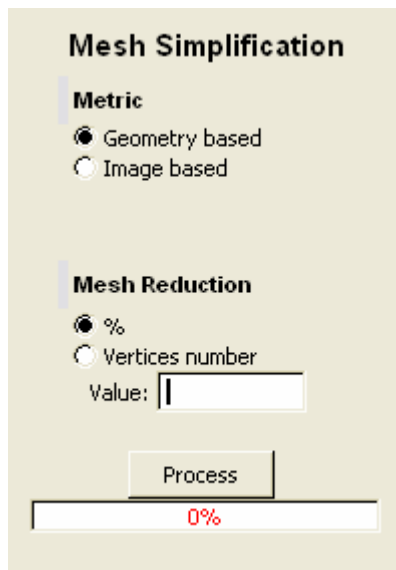 Mesh Simplification
Metric
Geometry based
Image based
Mesh Reduction
%
Vertices number
Value:
Process
0%